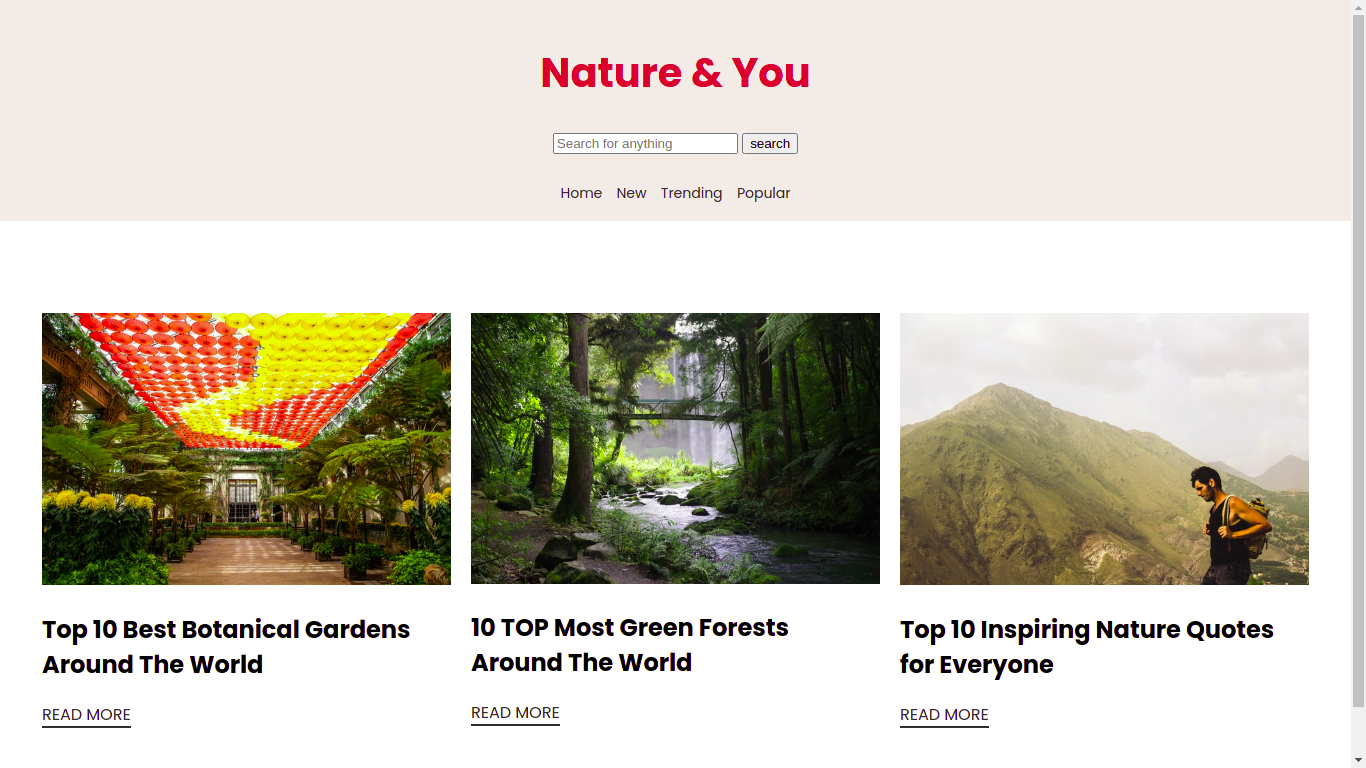 Nature & You
Search for anything search
Home New Trending Popular
Top 10 Best Botanical Gardens
Around The World
READ MORE
10 TOP Most Green Forests
Around The World
READ MORE
Top 10 Inspiring Nature Quotes
for Everyone
READ MORE